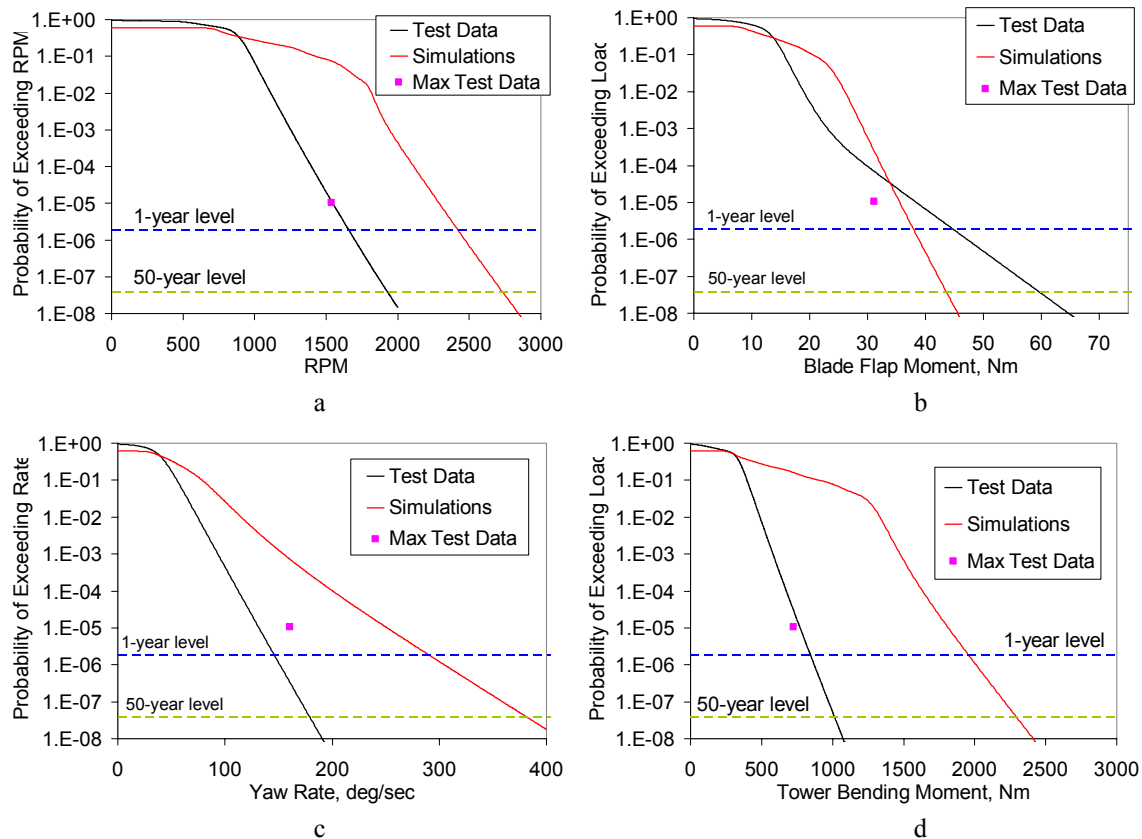 Probability of Exceeding RPM
1.E+00
1.E-01
1.E-02
1.E-03
1.E-04
1.E-05
1.E-06
1.E-07
1.E-08
Test Data
Simulations
Max Test Data
1-year level
50-year level
0 500 1000 1500 2000 2500 3000
RPM
a
Probability of Exceeding Load
1.E+00
1.E-01
1.E-02
1.E-03
1.E-04
1.E-05
1.E-06
1.E-07
1.E-08
Test Data
Simulations
Max Test Data
1-year level
50-year level
0 10 20 30 40 50 60 70
Blade Flap Moment, Nm
b
Probability of Exceeding Rate
1.E+00
1.E-01
1.E-02
1.E-03
1.E-04
1.E-05
1.E-06
1.E-07
1.E-08
Test Data
Simulations
Max Test Data
1-year level
50-year level
0 100 200 300 400
Yaw Rate, deg/sec
c
Probability of Exceeding Load
1.E+00
1.E-01
1.E-02
1.E-03
1.E-04
1.E-05
1.E-06
1.E-07
1.E-08
Test Data
Simulations
Max Test Data
1-year level
50-year level
0 500 1000 1500 2000 2500 3000
Tower Bending Moment, Nm
d